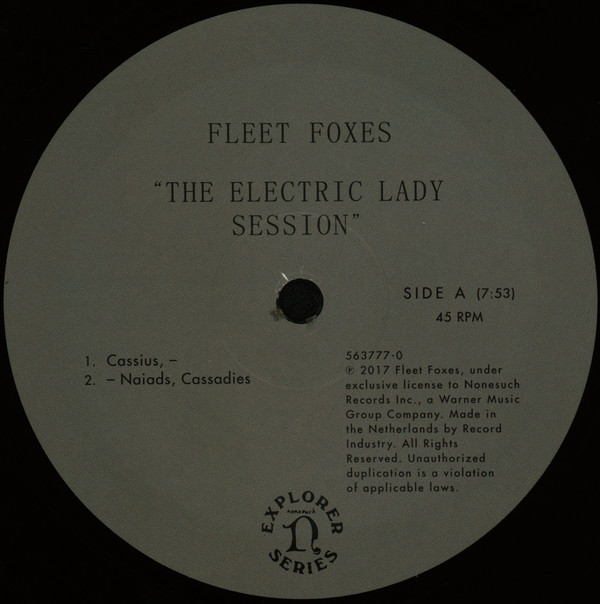 FLEET FOXES
“THE ELECTRIC LADY
SESSION”
SIDE A (7:53)
45 RPM
1. Cassius, –
2. – Naiads, Cassadies
563777-0
℗ 2017 Fleet Foxes, under
exclusive license to Nonesuch
Records Inc., a Warner Music
Group Company. Made in
the Netherlands by Record
Industry. All Rights
Reserved. Unauthorized
duplication is a violation
of applicable laws.
EXPLORER
nonesuch
n
SERIES